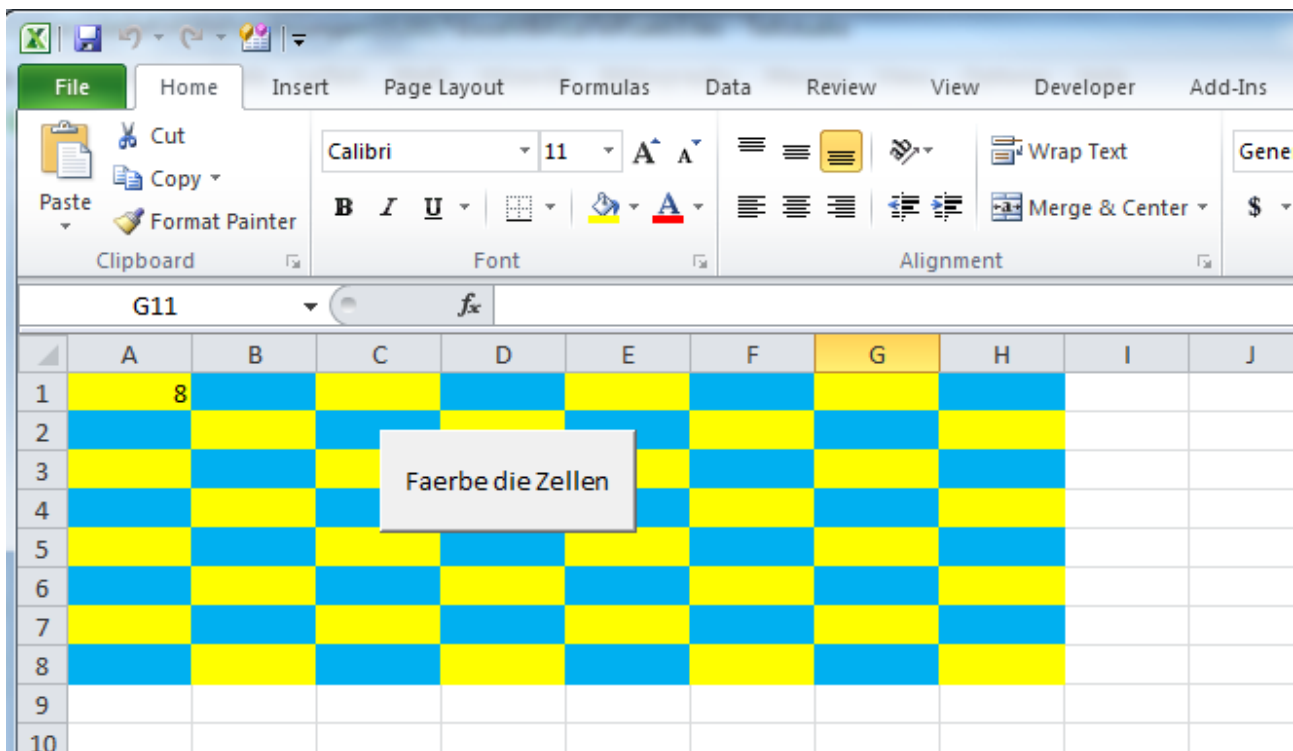 File Home Insert Page Layout Formulas Data Review View Developer Add-Ins
Cut
Calibri 11 A A Wrap Text Gene
Copy
Paste
Format Painter B I U A Merge & Center $
Clipboard Font Alignment
G11 fx
A B C D E F G H I J
1 8
2
3
Faerbe die Zellen
4
5
6
7
8
9
10